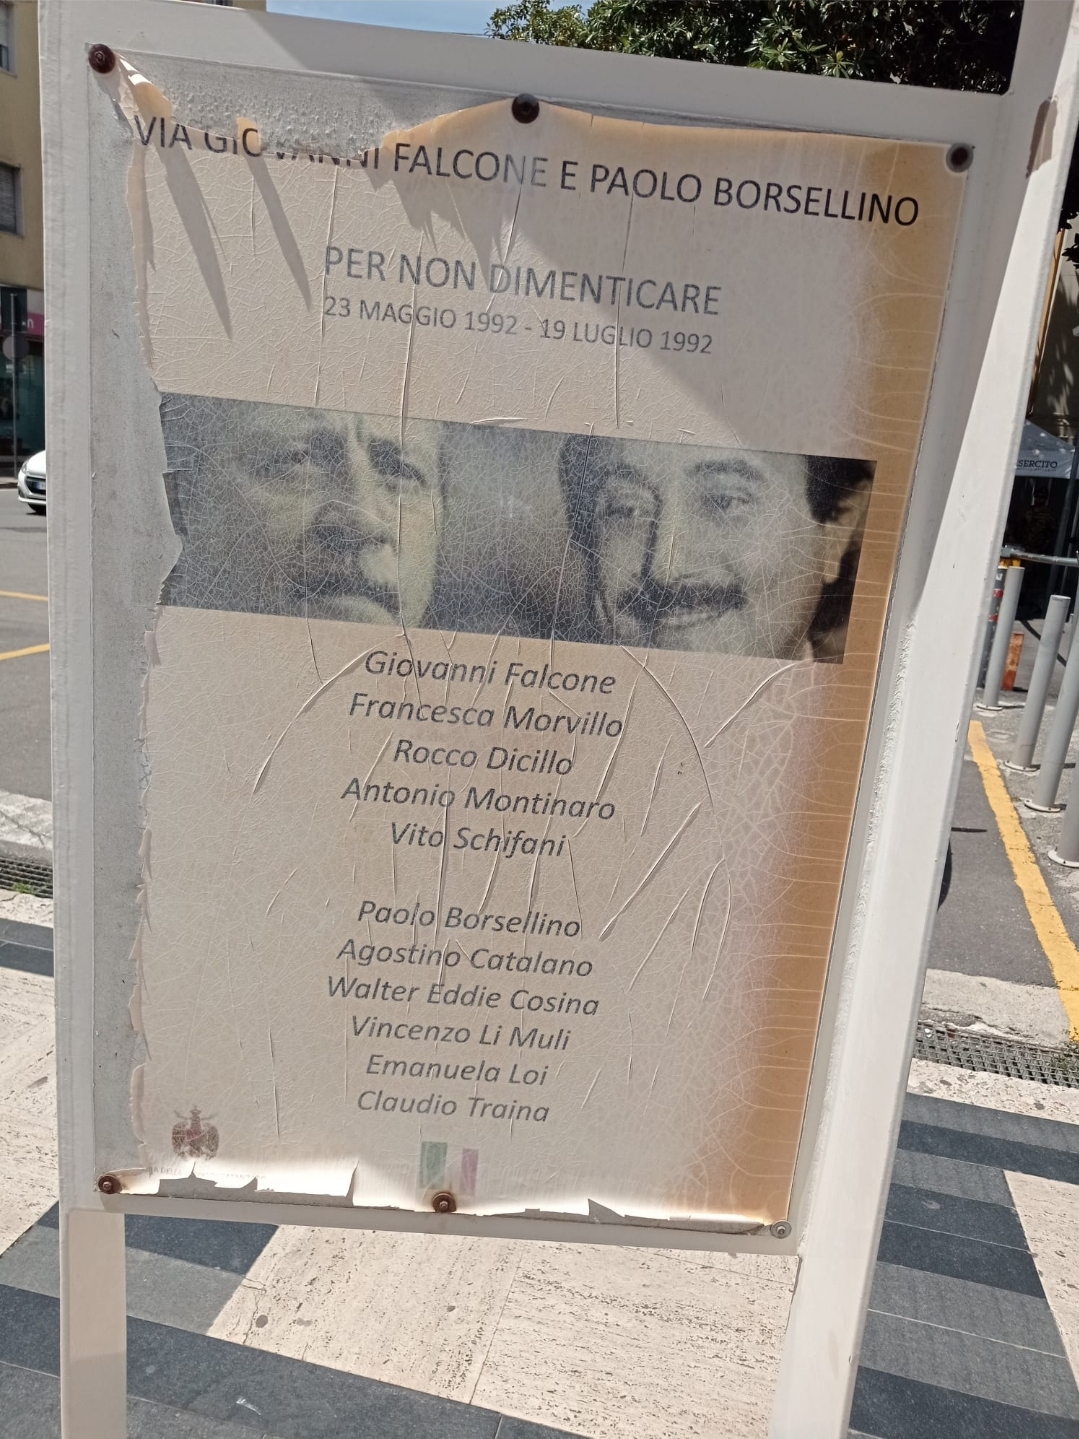 VIA GIOVANNI FALCONE E PAOLO BORSELLINO
PER NON DIMENTICARE
23 MAGGIO 1992 - 19 LUGLIO 1992
Giovanni Falcone
Francesca Morvillo
Rocco Dicillo
Antonio Montinaro
Vito Schifani
Paolo Borsellino
Agostino Catalano
Walter Eddie Cosina
Vincenzo Li Muli
Emanuela Loi
Claudio Traina
ESERCITO